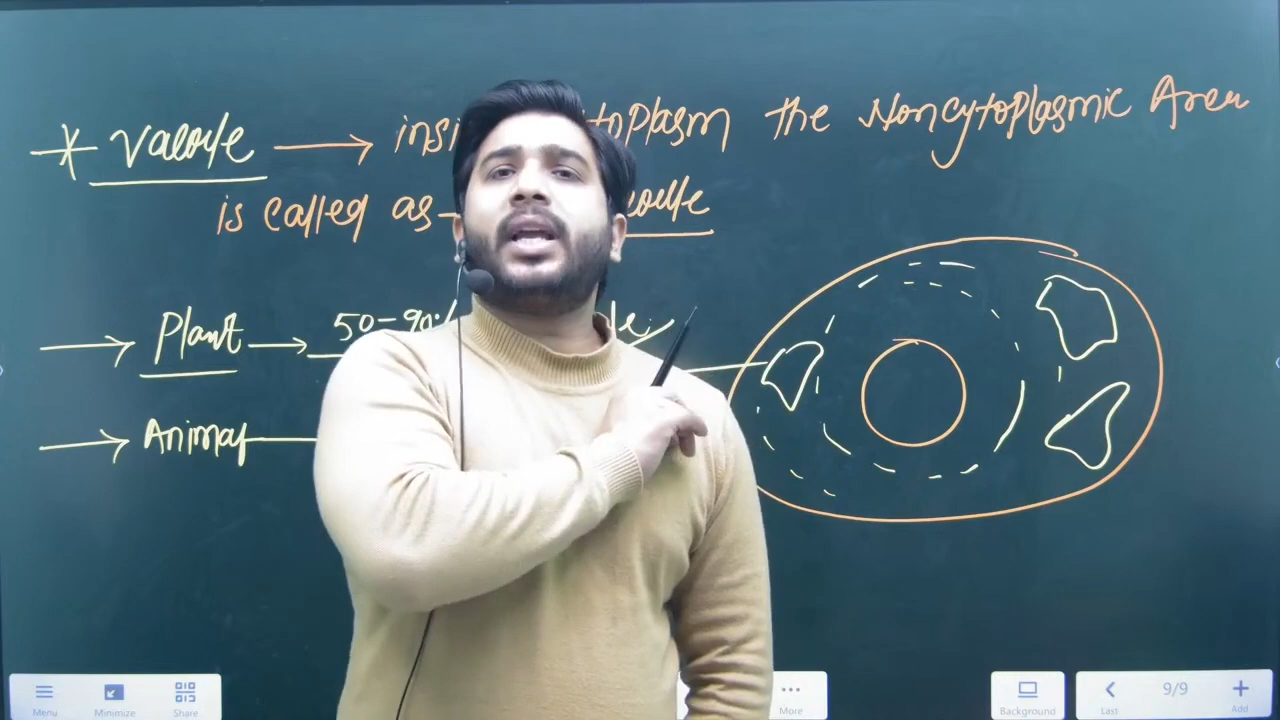 * Vacoule → insi toplasm the Noncytoplasmic Area
is called as-
→ Plant → 50-90%
→ Animal
Menu
Minimize
Share
More
Background
Last
9/9
Add